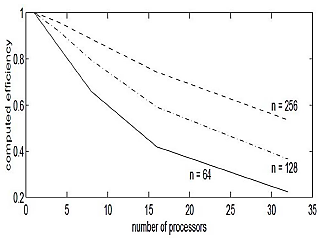 1
0.8
0.6
0.4
0.2
computed efficiency
n = 256
n = 128
n = 64
0 5 10 15 20 25 30 35
number of processors